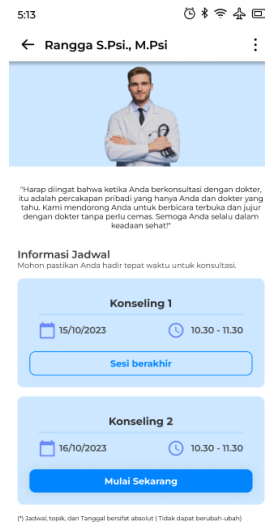 5:13
Rangga S.Psi., M.Psi
"Harap diingat bahwa ketika Anda berkonsultasi dengan dokter,
itu adalah percakapan pribadi yang hanya Anda dan dokter yang
tahu. Kami mendorong Anda untuk berbicara terbuka dan jujur
dengan dokter tanpa perlu cemas. Semoga Anda selalu dalam
keadaan sehat!"
Informasi Jadwal
Mohon pastikan Anda hadir tepat waktu untuk konsultasi.
Konseling 1
15/10/2023 10.30 - 11.30
Sesi berakhir
Konseling 2
16/10/2023 10.30 - 11.30
Mulai Sekarang
(*) Jadwal, topik, dan Tanggal bersifat absolut ( Tidak dapat berubah-ubah)